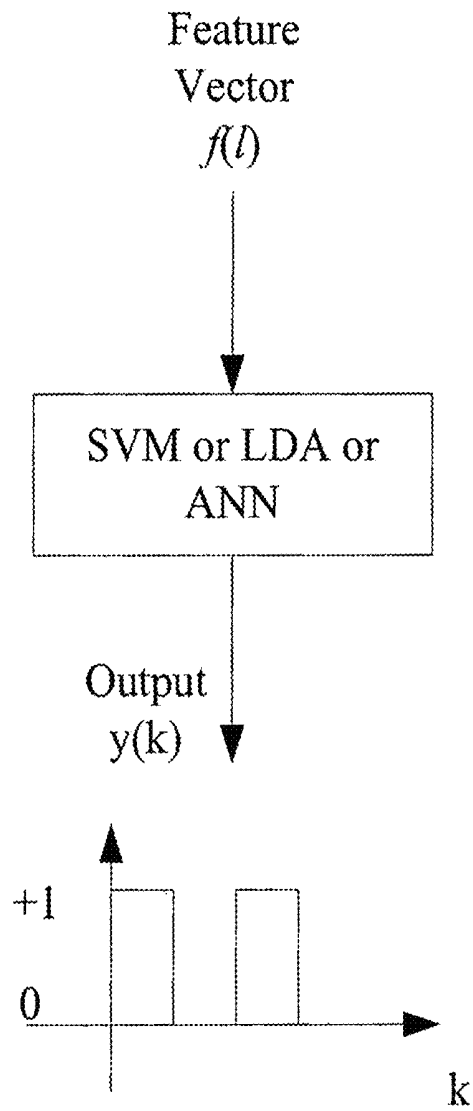 Feature
Vector
f(l)
SVM or LDA or
ANN
Output
y(k)
+1
0
k